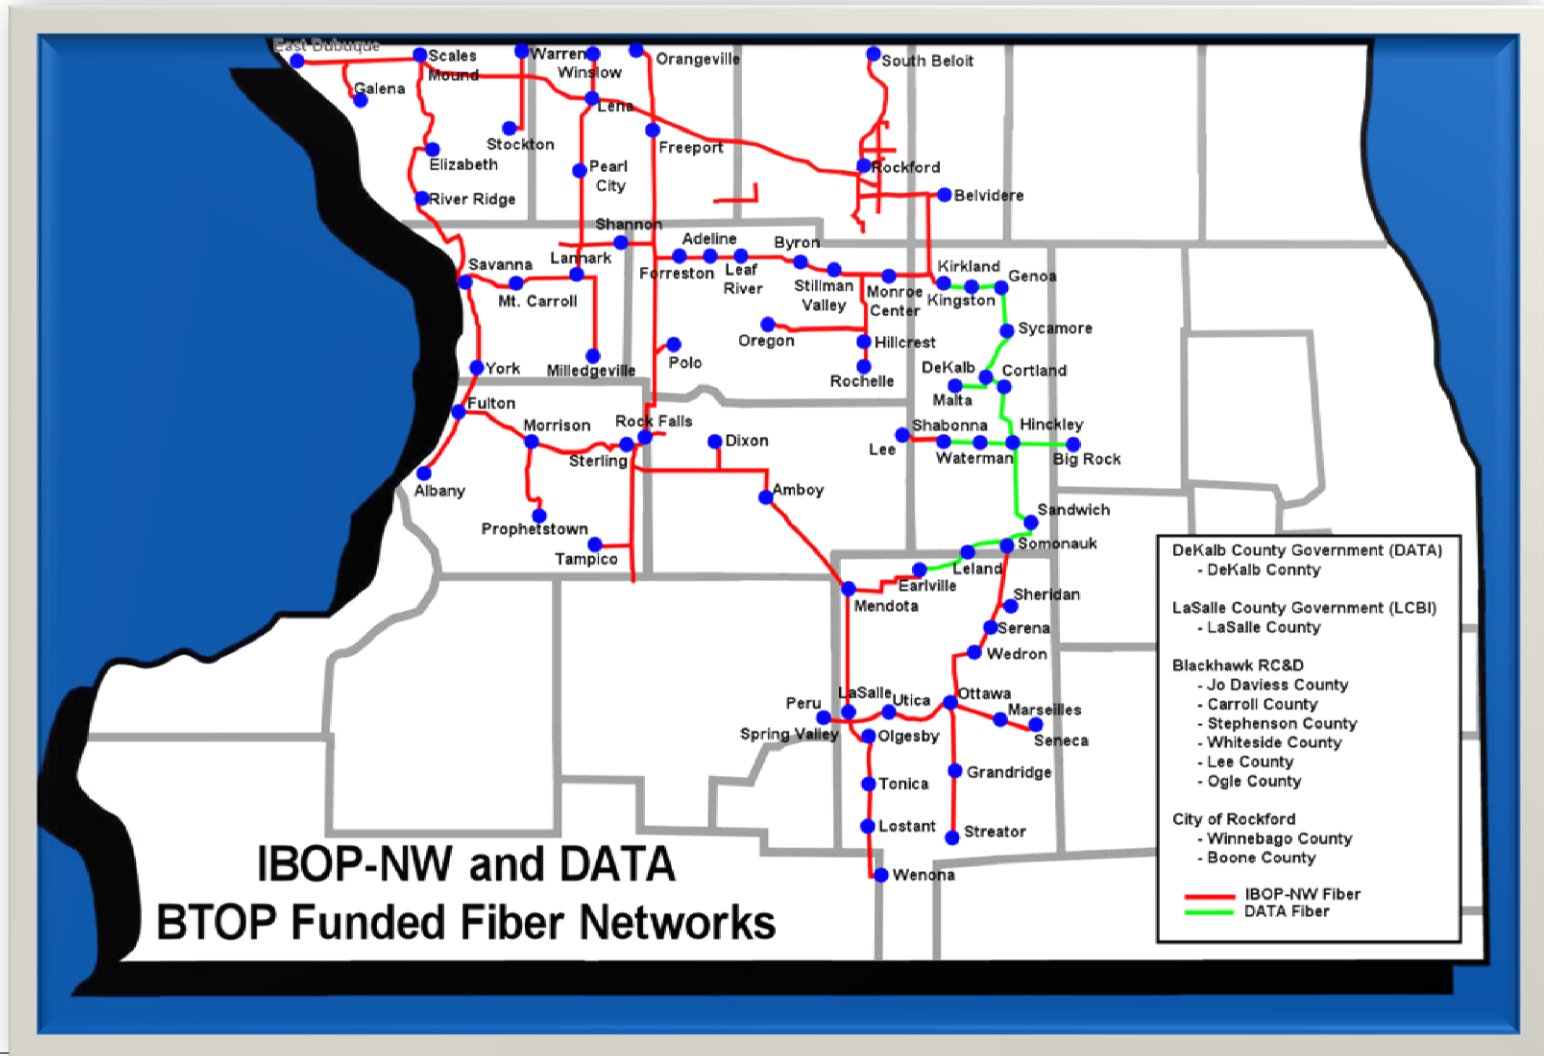 East Dubuque
Scales
Mound
Warren
Winslow
Orangeville
South Beloit
Galena
Lena
Stockton
Freeport
Elizabeth
Pearl
City
Rockford
River Ridge
Belvidere
Shannon
Adeline
Byron
Savanna
Lannark
Forreston
Leaf
River
Kirkland
Genoa
Mt. Carroll
Stillman
Valley
Monroe
Center
Kingston
Sycamore
Oregon
Hillcrest
York
Milledgeville
Polo
Rochelle
DeKalb
Cortland
Malta
Fulton
Morrison
Rock Falls
Shabonna
Hinckley
Sterling
Dixon
Lee
Waterman
Big Rock
Albany
Amboy
Prophetstown
Sandwich
Tampico
Somonauk
Leland
Earlville
Mendota
Sheridan
Serena
Wedron
Peru
LaSalle
Utica
Ottawa
Marseilles
Spring Valley
Olgesby
Seneca
Grandridge
Tonica
Lostant
Streator
Wenona
DeKalb County Government (DATA)
- DeKalb Connty
LaSalle County Government (LCBI)
- LaSalle County
Blackhawk RC&D
- Jo Daviess County
- Carroll County
- Stephenson County
- Whiteside County
- Lee County
- Ogle County
City of Rockford
- Winnebago County
- Boone County
IBOP-NW Fiber
DATA Fiber
IBOP-NW and DATA
BTOP Funded Fiber Networks